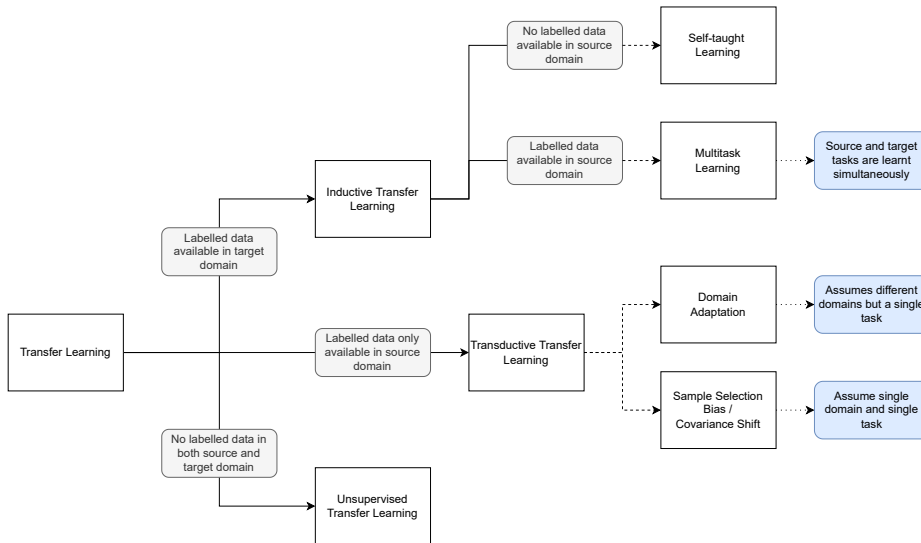 No labelled data
available in source
domain
Self-taught
Learning
Labelled data
available in source
domain
Multitask
Learning
Source and target
tasks are learnt
simultaneously
Inductive Transfer
Learning
Labelled data
available in target
domain
Assumes different
domains but a single
task
Domain
Adaptation
Transfer Learning
Labelled data only
available in source
domain
Transductive Transfer
Learning
Sample Selection
Bias /
Covariance Shift
Assume single
domain and single
task
No labelled data in
both source and
target domain
Unsupervised
Transfer Learning